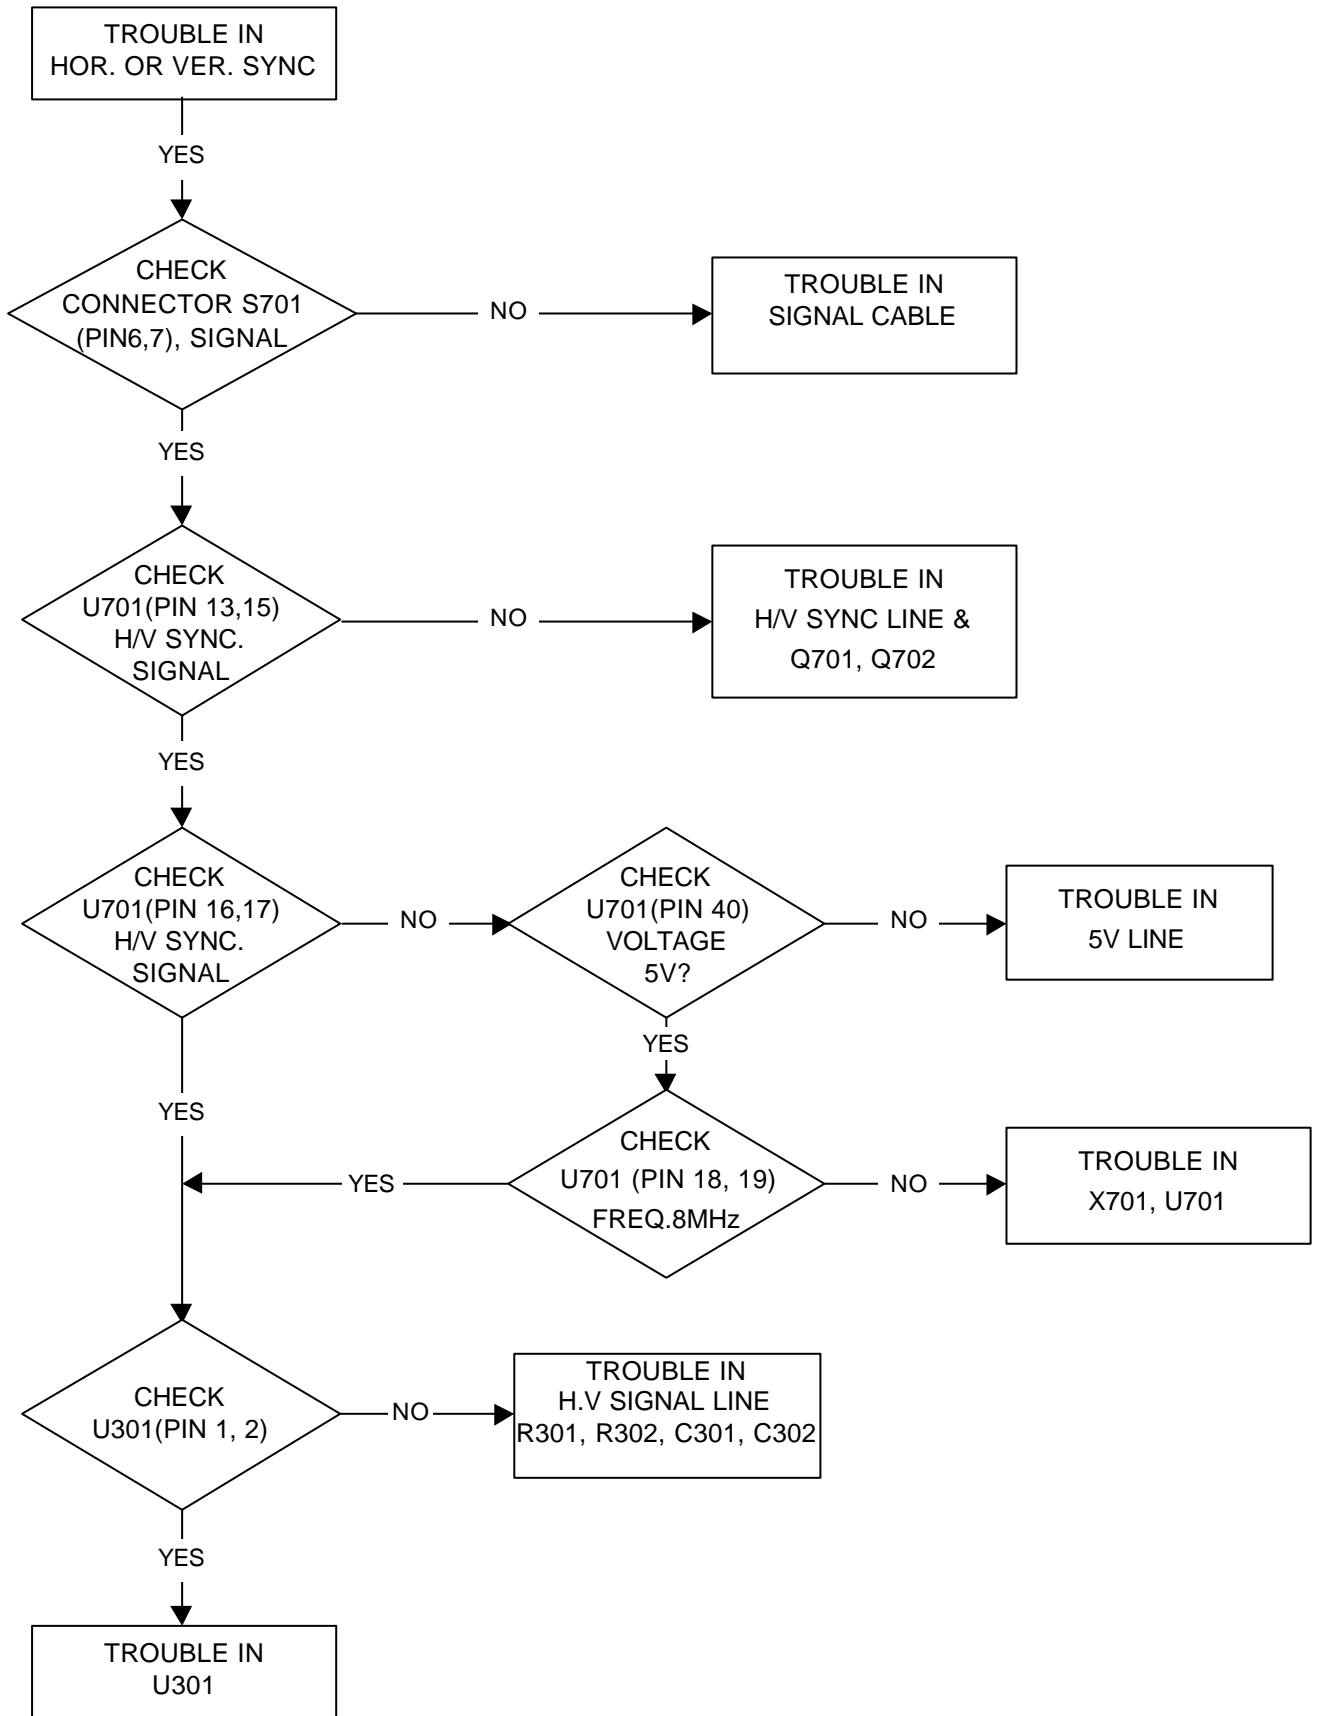 TROUBLE IN
HOR. OR VER. SYNC
YES
CHECK
CONNECTOR S701
(PIN6,7), SIGNAL
NO
TROUBLE IN
SIGNAL CABLE
YES
CHECK
U701(PIN 13,15)
H/V SYNC.
SIGNAL
NO
TROUBLE IN
H/V SYNC LINE &
Q701, Q702
YES
CHECK
U701(PIN 16,17)
H/V SYNC.
SIGNAL
NO
CHECK
U701(PIN 40)
VOLTAGE
5V?
NO
TROUBLE IN
5V LINE
YES
YES
CHECK
U701 (PIN 18, 19)
FREQ.8MHz
YES
NO
TROUBLE IN
X701, U701
CHECK
U301(PIN 1, 2)
NO
TROUBLE IN
H.V SIGNAL LINE
R301, R302, C301, C302
YES
TROUBLE IN
U301